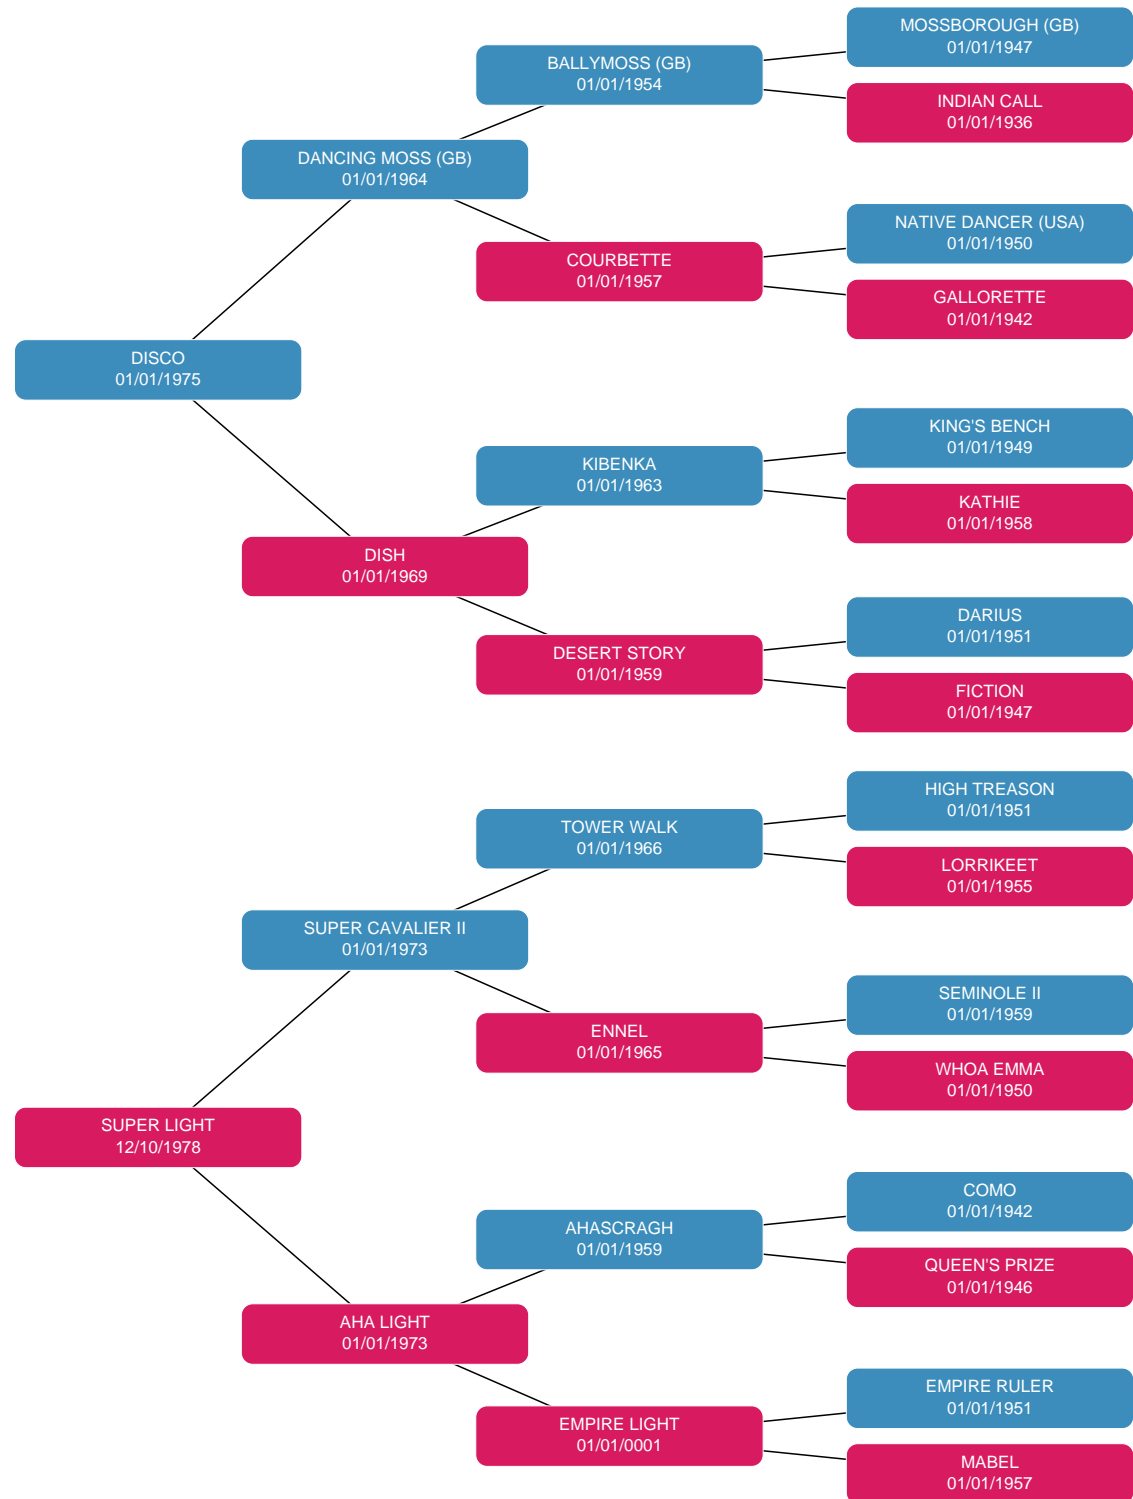 MOSSBOROUGH (GB)
01/01/1947
BALLYMOSS (GB)
01/01/1954
INDIAN CALL
01/01/1936
DANCING MOSS (GB)
01/01/1964
NATIVE DANCER (USA)
01/01/1950
COURBETTE
01/01/1957
GALLORETTE
01/01/1942
DISCO
01/01/1975
KING'S BENCH
01/01/1949
KIBENKA
01/01/1963
KATHIE
01/01/1958
DISH
01/01/1969
DARIUS
01/01/1951
DESERT STORY
01/01/1959
FICTION
01/01/1947
HIGH TREASON
01/01/1951
TOWER WALK
01/01/1966
LORRIKEET
01/01/1955
SUPER CAVALIER II
01/01/1973
SEMINOLE II
01/01/1959
ENNEL
01/01/1965
WHOA EMMA
01/01/1950
SUPER LIGHT
12/10/1978
COMO
01/01/1942
AHASCRAGH
01/01/1959
QUEEN'S PRIZE
01/01/1946
AHA LIGHT
01/01/1973
EMPIRE RULER
01/01/1951
EMPIRE LIGHT
01/01/0001
MABEL
01/01/1957